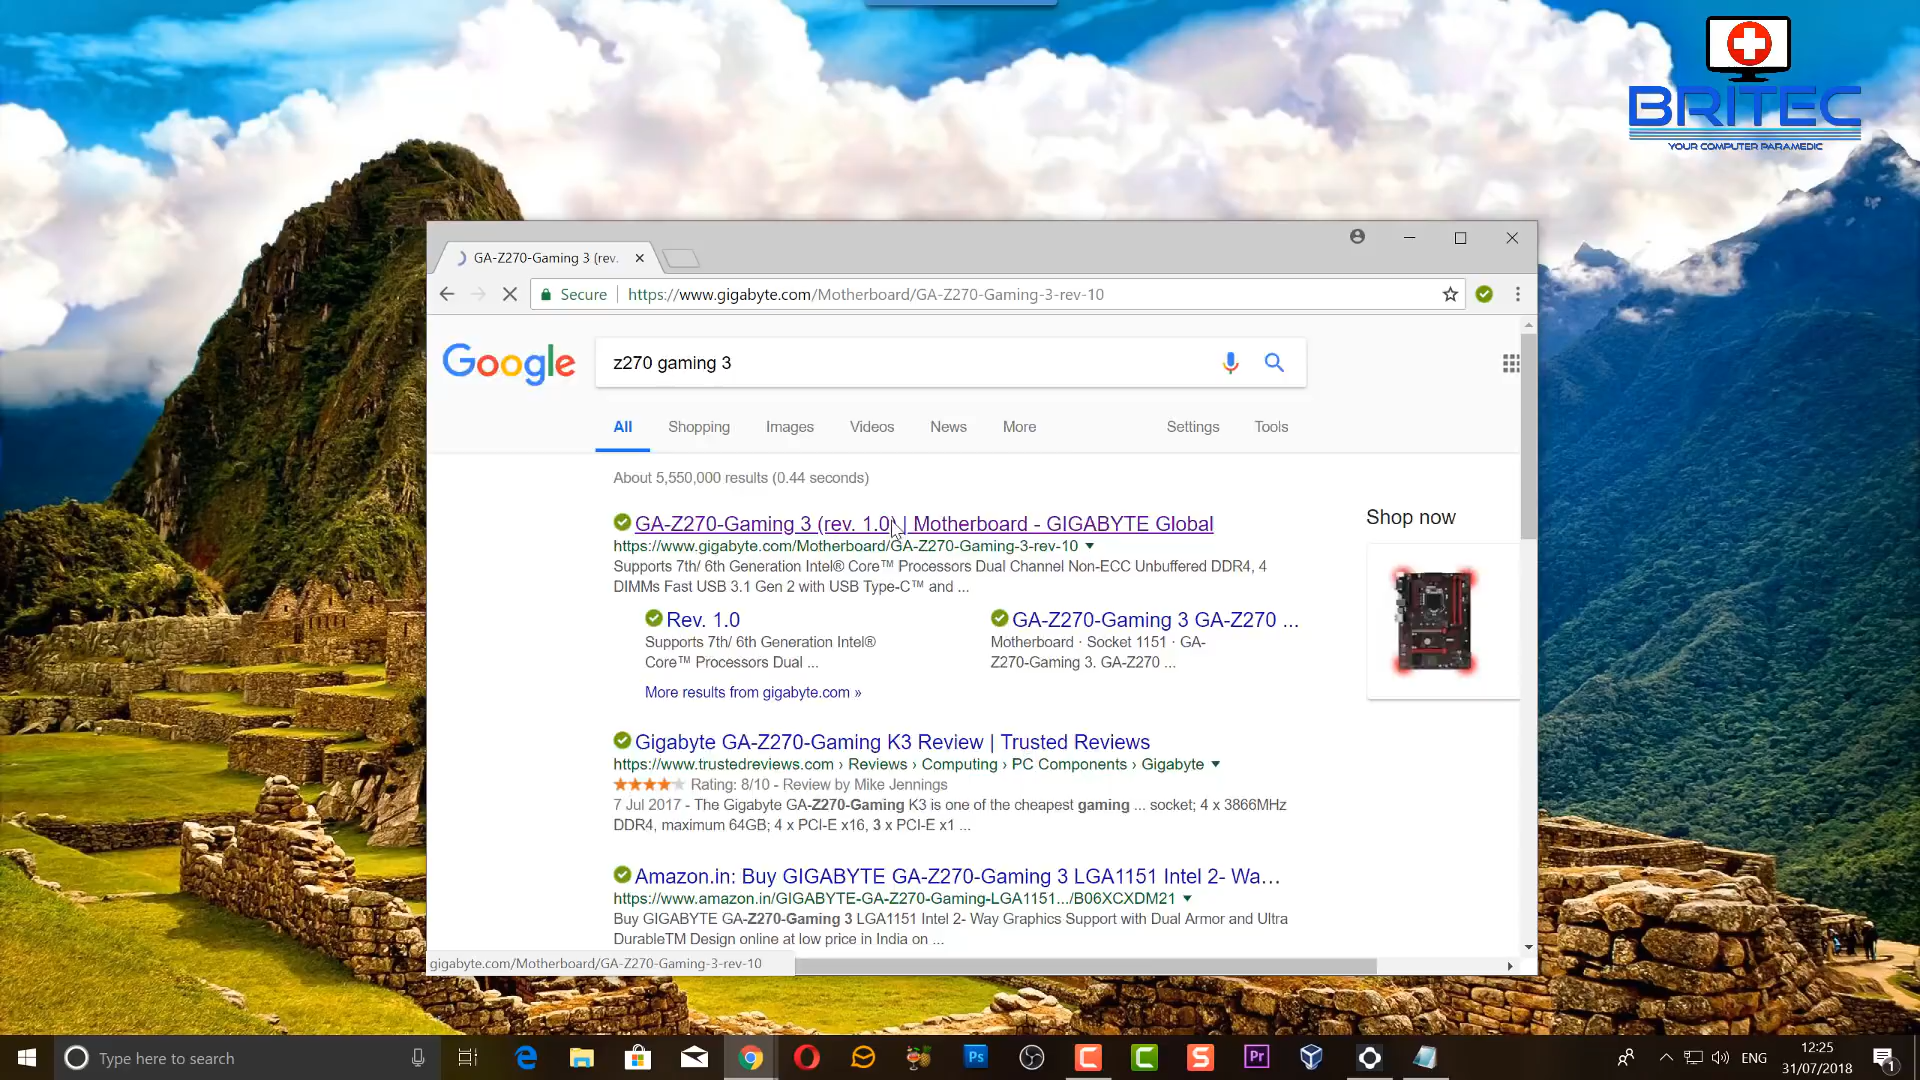 BRITEC
YOUR COMPUTER PARAMEDIC
GA-Z270-Gaming 3 (rev.
Secure
https://www.gigabyte.com/Motherboard/GA-Z270-Gaming-3-rev-10
Google
z270 gaming 3
All Shopping Images Videos News More Settings Tools
About 5,550,000 results (0.44 seconds)
GA-Z270-Gaming 3 (rev. 1.0) | Motherboard - GIGABYTE Global
https://www.gigabyte.com/Motherboard/GA-Z270-Gaming-3-rev-10
Supports 7th/ 6th Generation Intel® Core™ Processors Dual Channel Non-ECC Unbuffered DDR4, 4
DIMMs Fast USB 3.1 Gen 2 with USB Type-C™ and ...
Rev. 1.0
Supports 7th/ 6th Generation Intel®
Core™ Processors Dual ...
GA-Z270-Gaming 3 GA-Z270 ...
Motherboard · Socket 1151 · GA-
Z270-Gaming 3. GA-Z270 ...
More results from gigabyte.com »
Shop now
Gigabyte GA-Z270-Gaming K3 Review | Trusted Reviews
https://www.trustedreviews.com › Reviews › Computing › PC Components › Gigabyte
Rating: 8/10 - Review by Mike Jennings
7 Jul 2017 - The Gigabyte GA-Z270-Gaming K3 is one of the cheapest gaming ... socket; 4 x 3866MHz
DDR4, maximum 64GB; 4 x PCI-E x16, 3 x PCI-E x1 ...
Amazon.in: Buy GIGABYTE GA-Z270-Gaming 3 LGA1151 Intel 2- Wa...
https://www.amazon.in/GIGABYTE-GA-Z270-Gaming-LGA1151.../B06XCXDM21
Buy GIGABYTE GA-Z270-Gaming 3 LGA1151 Intel 2- Way Graphics Support with Dual Armor and Ultra
DurableTM Design online at low price in India on ...
gigabyte.com/Motherboard/GA-Z270-Gaming-3-rev-10
Type here to search
Ps
Pr
ENG
12:25
31/07/2018
1